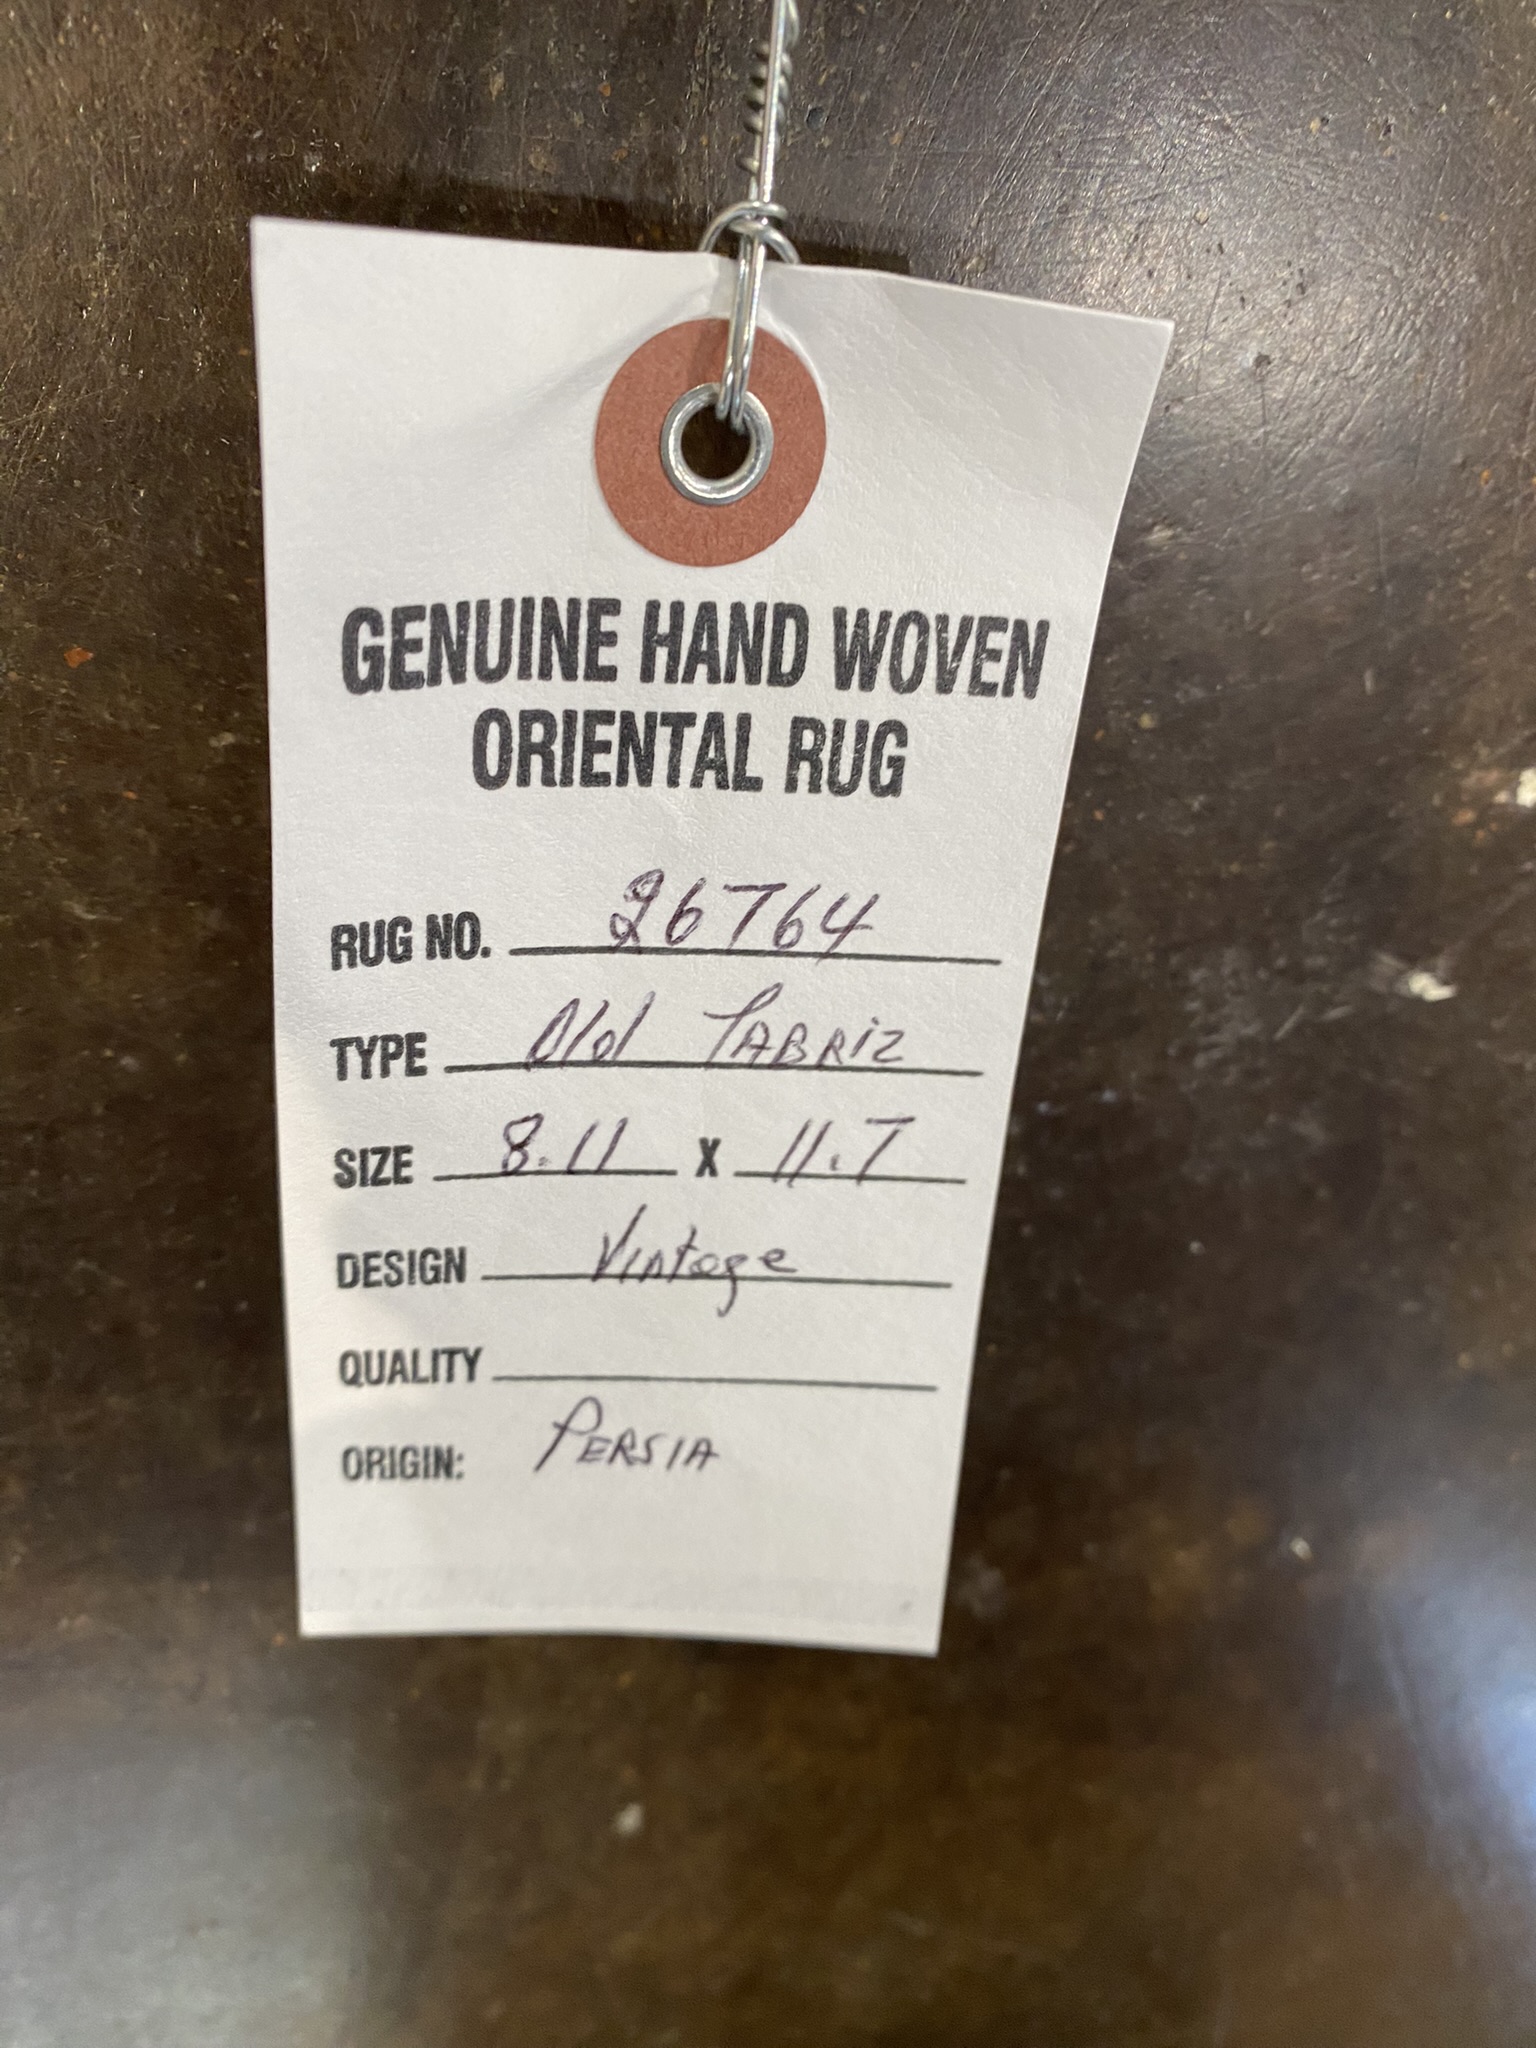 GENUINE HAND WOVEN
ORIENTAL RUG
RUG NO. 26764
TYPE Old TABRiZ
SIZE 8.11 X 11.7
DESIGN Vintage
QUALITY
ORIGIN: PERSIA